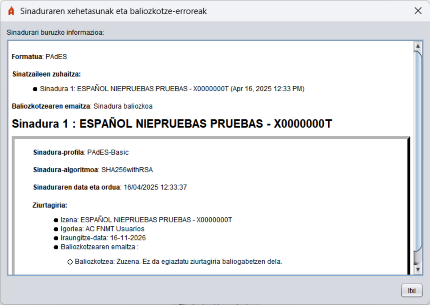 Sinaduraren xehetasunak eta baliozkotze-erroreak
Sinadurari buruzko informazioa:
Formatua: PAdES
Sinatzaileen zuhaitza:
● Sinadura 1: ESPAÑOL NIEPRUEBAS PRUEBAS - X0000000T (Apr 16, 2025 12:33 PM)
Baliozkotzearen emaitza: Sinadura baliozkoa
Sinadura 1 : ESPAÑOL NIEPRUEBAS PRUEBAS - X0000000T
Sinadura-profila: PAdES-Basic
Sinadura-algoritmoa: SHA256withRSA
Sinaduraren data eta ordua: 16/04/2025 12:33:37
Ziurtagiria:
● Izena: ESPAÑOL NIEPRUEBAS PRUEBAS - X0000000T
● Igorlea: AC FNMT Usuarios
● Iraungitze-data: 16-11-2026
● Baliozkotzearen emaitza :
○ Baliozkotzea: Zuzena. Ez da egiaztatu ziurtagiria baliogabetzen dela.
Itxi